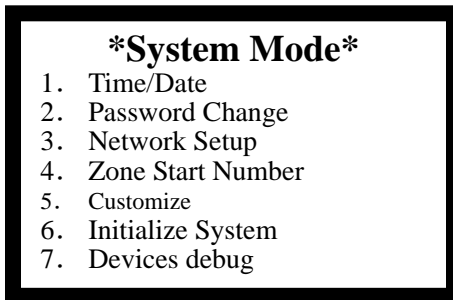 *System Mode*
1. Time/Date
2. Password Change
3. Network Setup
4. Zone Start Number
5. Customize
6. Initialize System
7. Devices debug